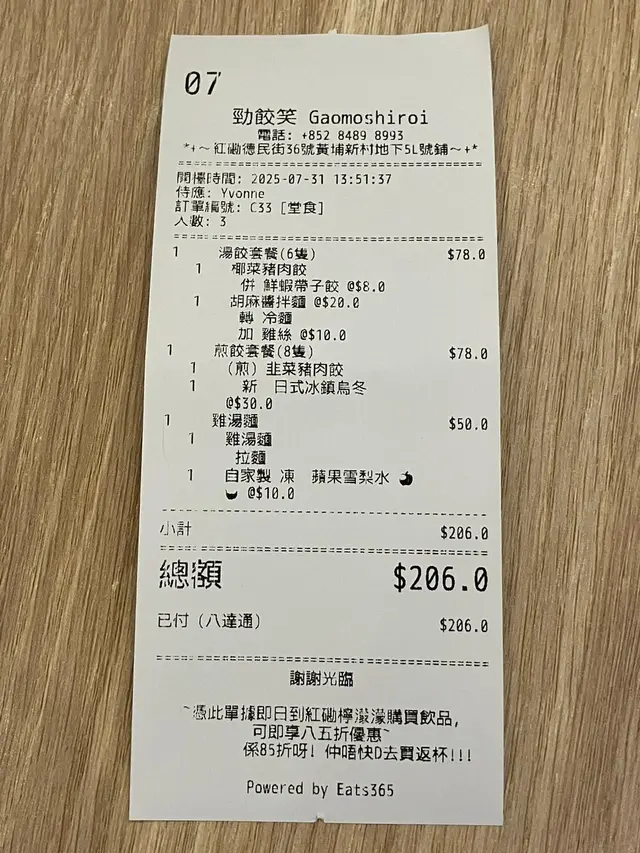 07
勁餃笑 Gaomoshiroi
電話: +852 8489 8993
*+～紅磡德民街36號黃埔新村地下5L號鋪～+*
開檯時間: 2025-07-31 13:51:37
侍應: Yvonne
訂單編號: C33 [堂食]
人數: 3
1 湯餃套餐(6隻) $78.0
1 椰菜豬肉餃
併 鮮蝦帶子餃 @$8.0
1 胡麻醬拌麵 @$20.0
轉 冷麵
加 雞絲 @$10.0
1 煎餃套餐(8隻) $78.0
1 (煎) 韭菜豬肉餃
1 新 日式冰鎮烏冬
@$30.0
1 雞湯麵 $50.0
1 雞湯麵
拉麵
1 自家製 凍 蘋果雪梨水
@$10.0
小計 $206.0
總額 $206.0
已付 (八達通) $206.0
謝謝光臨
~憑此單據即日到紅磡檸濙濛購買飲品,
可即享八五折優惠~
係85折呀! 仲唔快D去買返杯!!!
Powered by Eats365